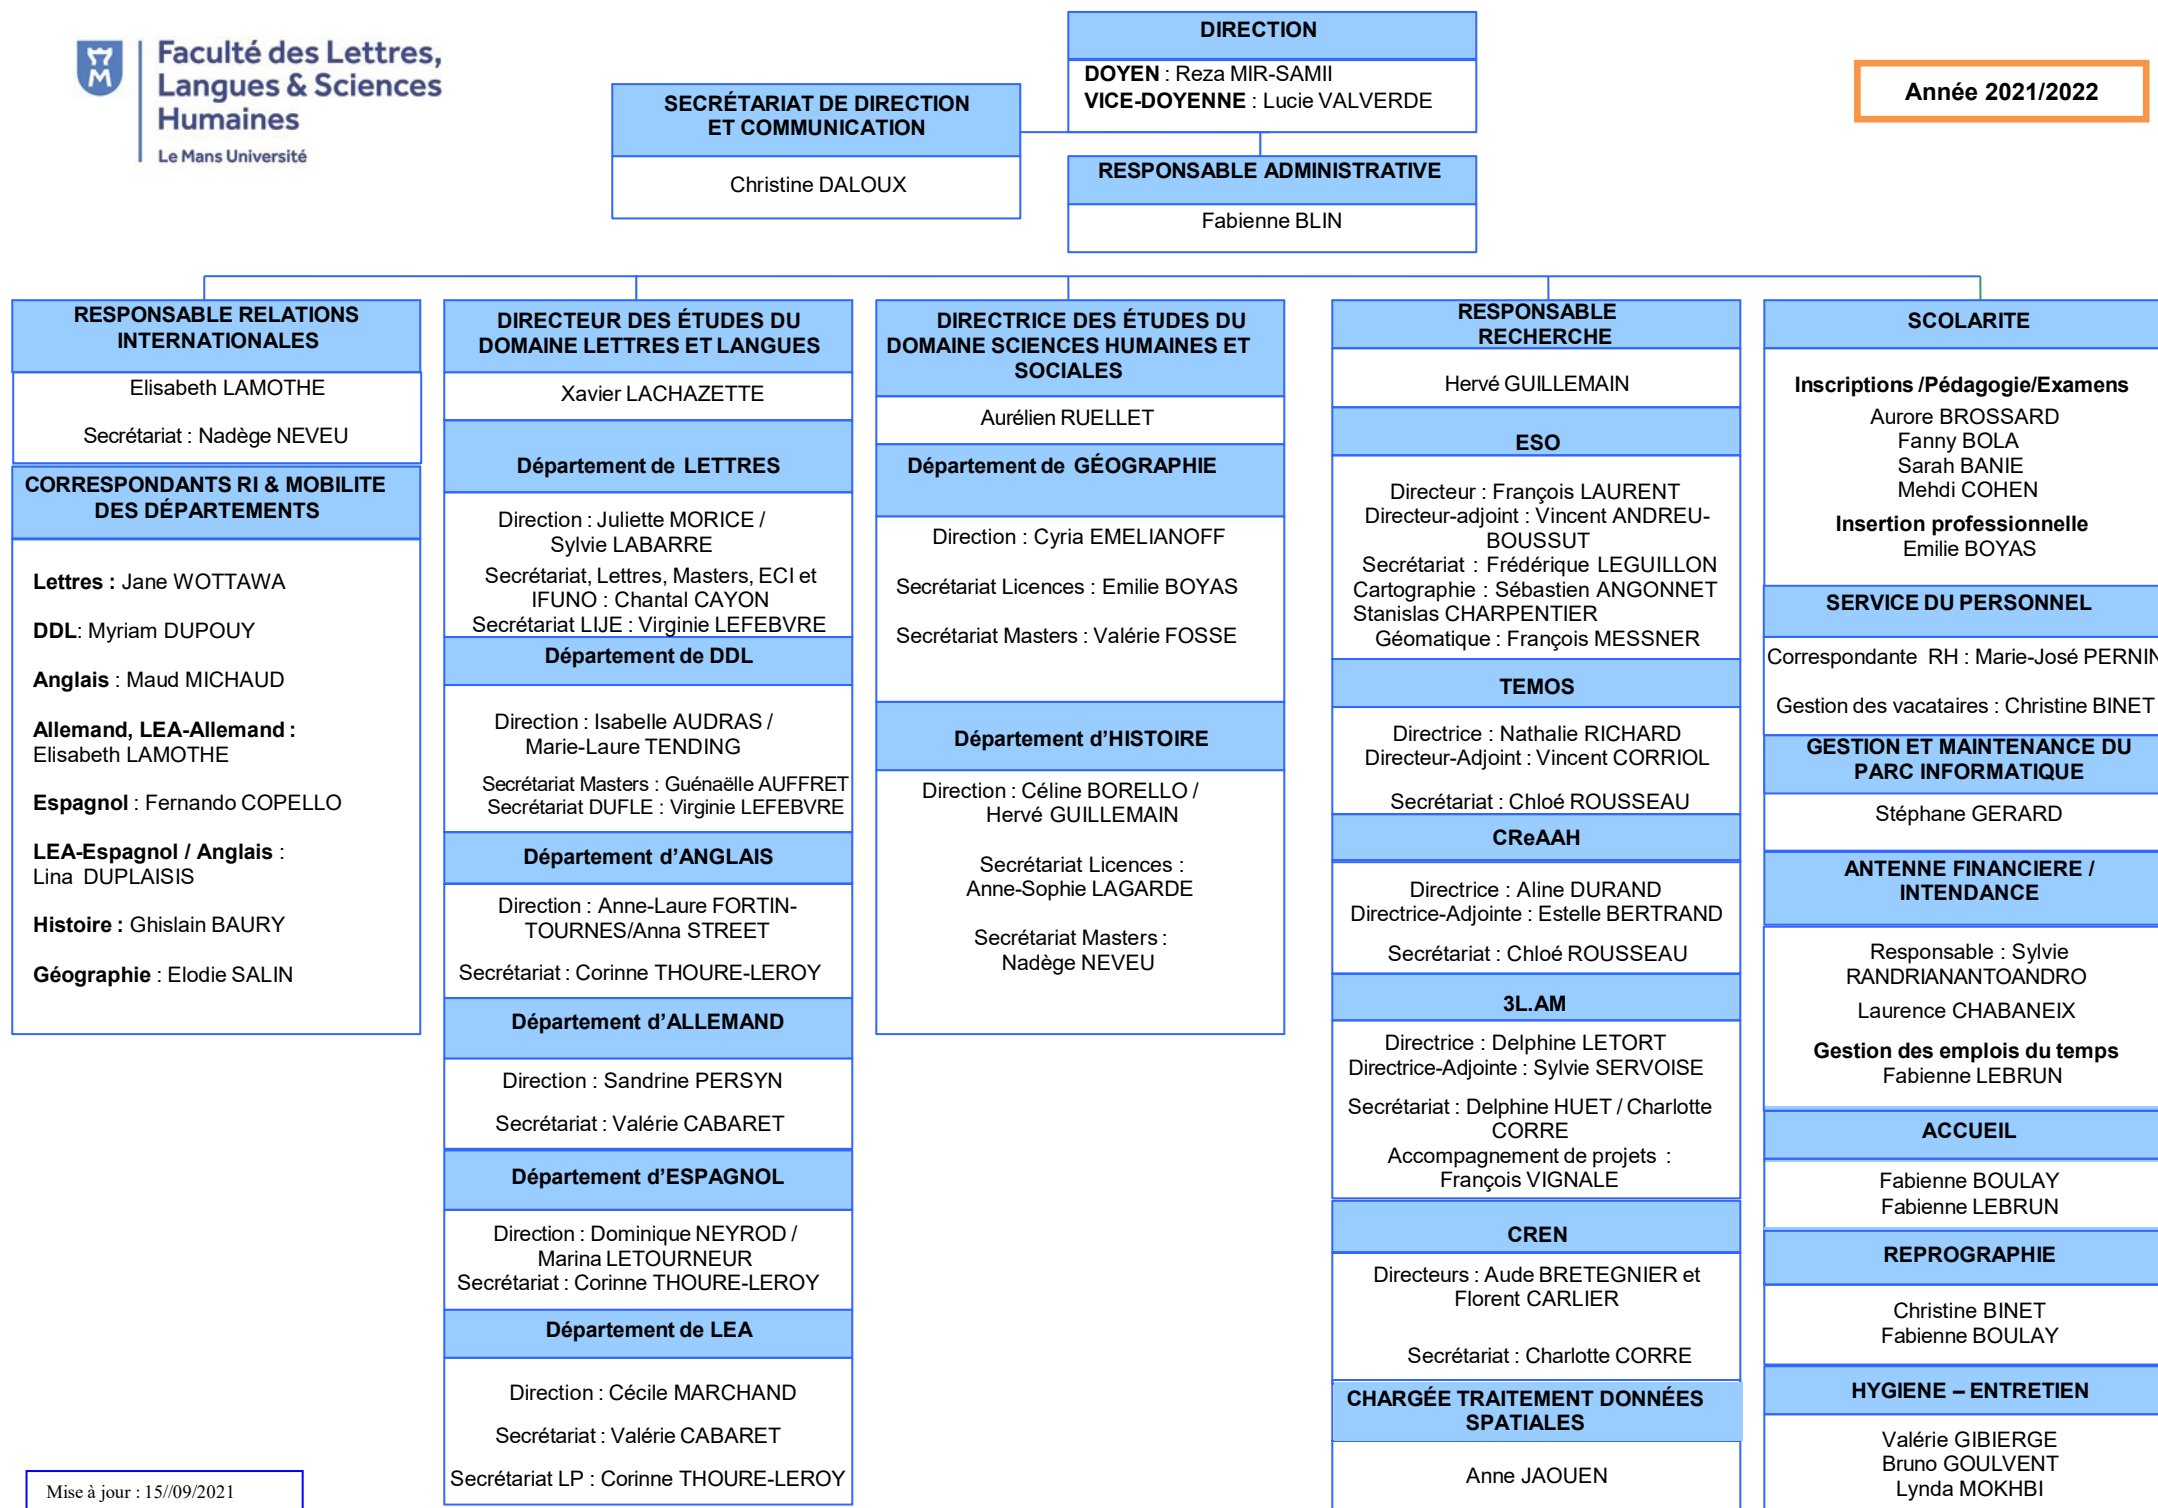 Faculté des Lettres,
Langues & Sciences
Humaines
Le Mans Université
DIRECTION
DOYEN : Reza MIR-SAMII
VICE-DOYENNE : Lucie VALVERDE
Année 2021/2022
SECRÉTARIAT DE DIRECTION
ET COMMUNICATION
Christine DALOUX
RESPONSABLE ADMINISTRATIVE
Fabienne BLIN
RESPONSABLE RELATIONS
INTERNATIONALES
Elisabeth LAMOTHE
Secrétariat : Nadège NEVEU
CORRESPONDANTS RI & MOBILITE
DES DÉPARTEMENTS
Lettres : Jane WOTTAWA
DDL: Myriam DUPOUY
Anglais : Maud MICHAUD
Allemand, LEA-Allemand :
Elisabeth LAMOTHE
Espagnol : Fernando COPELLO
LEA-Espagnol / Anglais :
Lina DUPLAISIS
Histoire : Ghislain BAURY
Géographie : Elodie SALIN
Mise à jour : 15//09/2021
DIRECTEUR DES ÉTUDES DU
DOMAINE LETTRES ET LANGUES
Xavier LACHAZETTE
Département de LETTRES
Direction : Juliette MORICE /
Sylvie LABARRE
Secrétariat, Lettres, Masters, ECI et
IFUNO : Chantal CAYON
Secrétariat LIJE : Virginie LEFEBVRE
Département de DDL
Direction : Isabelle AUDRAS /
Marie-Laure TENDING
Secrétariat Masters : Guénaëlle AUFFRET
Secrétariat DUFLE : Virginie LEFEBVRE
Département d’ANGLAIS
Direction : Anne-Laure FORTIN-
TOURNES/Anna STREET
Secrétariat : Corinne THOURE-LEROY
Département d’ALLEMAND
Direction : Sandrine PERSYN
Secrétariat : Valérie CABARET
Département d’ESPAGNOL
Direction : Dominique NEYROD /
Marina LETOURNEUR
Secrétariat : Corinne THOURE-LEROY
Département de LEA
Direction : Cécile MARCHAND
Secrétariat : Valérie CABARET
Secrétariat LP : Corinne THOURE-LEROY
DIRECTRICE DES ÉTUDES DU
DOMAINE SCIENCES HUMAINES ET
SOCIALES
Aurélien RUELLET
Département de GÉOGRAPHIE
Direction : Cyria EMELIANOFF
Secrétariat Licences : Emilie BOYAS
Secrétariat Masters : Valérie FOSSE
Département d’HISTOIRE
Direction : Céline BORELLO /
Hervé GUILLEMAIN
Secrétariat Licences :
Anne-Sophie LAGARDE
Secrétariat Masters :
Nadège NEVEU
RESPONSABLE
RECHERCHE
Hervé GUILLEMAIN
ESO
Directeur : François LAURENT
Directeur-adjoint : Vincent ANDREU-
BOUSSUT
Secrétariat : Frédérique LEGUILLON
Cartographie : Sébastien ANGONNET
Stanislas CHARPENTIER
Géomatique : François MESSNER
TEMOS
Directrice : Nathalie RICHARD
Directeur-Adjoint : Vincent CORRIOL
Secrétariat : Chloé ROUSSEAU
CReAAH
Directrice : Aline DURAND
Directrice-Adjointe : Estelle BERTRAND
Secrétariat : Chloé ROUSSEAU
3L.AM
Directrice : Delphine LETORT
Directrice-Adjointe : Sylvie SERVOISE
Secrétariat : Delphine HUET / Charlotte
CORRE
Accompagnement de projets :
François VIGNALE
CREN
Directeurs : Aude BRETEGNIER et
Florent CARLIER
Secrétariat : Charlotte CORRE
CHARGÉE TRAITEMENT DONNÉES
SPATIALES
Anne JAOUEN
SCOLARITE
Inscriptions /Pédagogie/Examens
Aurore BROSSARD
Fanny BOLA
Sarah BANIE
Mehdi COHEN
Insertion professionnelle
Emilie BOYAS
SERVICE DU PERSONNEL
Correspondante RH : Marie-José PERNIN
Gestion des vacataires : Christine BINET
GESTION ET MAINTENANCE DU
PARC INFORMATIQUE
Stéphane GERARD
ANTENNE FINANCIERE /
INTENDANCE
Responsable : Sylvie
RANDRIANANTOANDRO
Laurence CHABANEIX
Gestion des emplois du temps
Fabienne LEBRUN
ACCUEIL
Fabienne BOULAY
Fabienne LEBRUN
REPROGRAPHIE
Christine BINET
Fabienne BOULAY
HYGIENE – ENTRETIEN
Valérie GIBIERGE
Bruno GOULVENT
Lynda MOKHBI